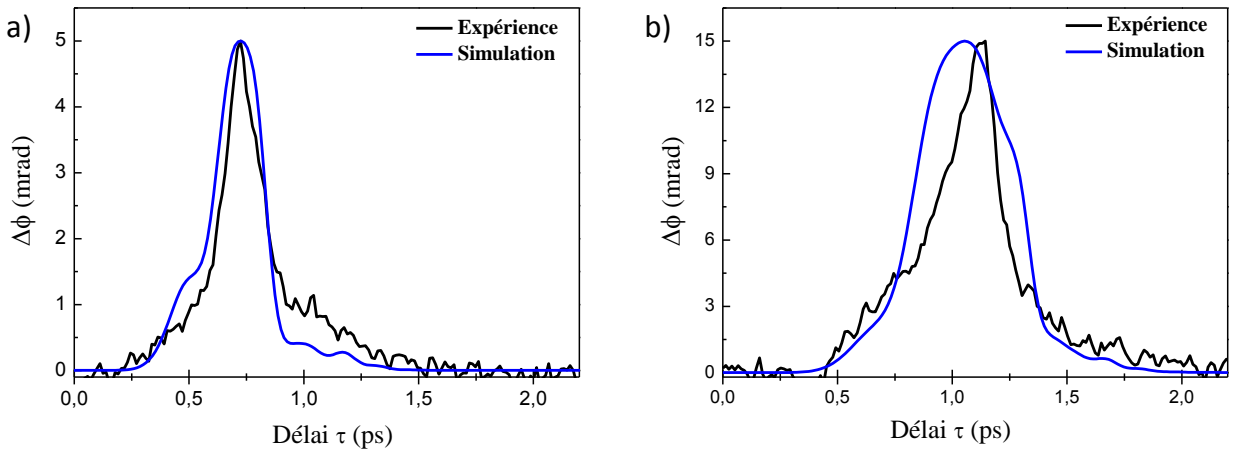 a)
Expérience
Simulation
5
4
3
2
1
0
Δϕ (mrad)
0,0 0,5 1,0 1,5 2,0
Délai τ (ps)
b)
Expérience
Simulation
15
12
9
6
3
0
Δϕ (mrad)
0,0 0,5 1,0 1,5 2,0
Délai τ (ps)